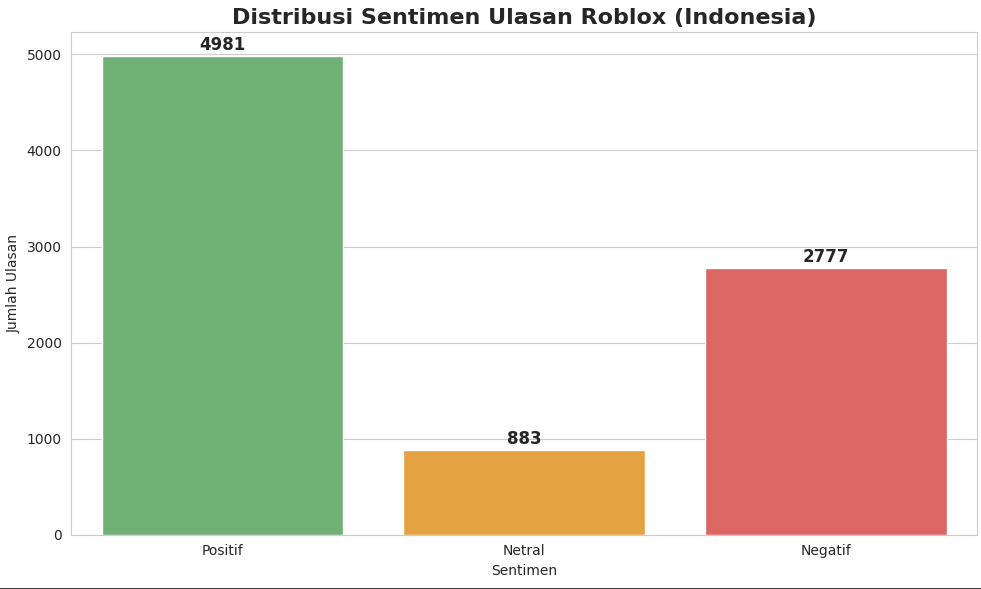 Distribusi Sentimen Ulasan Roblox (Indonesia)
4981
883
2777
5000
4000
3000
2000
1000
0
Jumlah Ulasan
Positif
Netral
Negatif
Sentimen